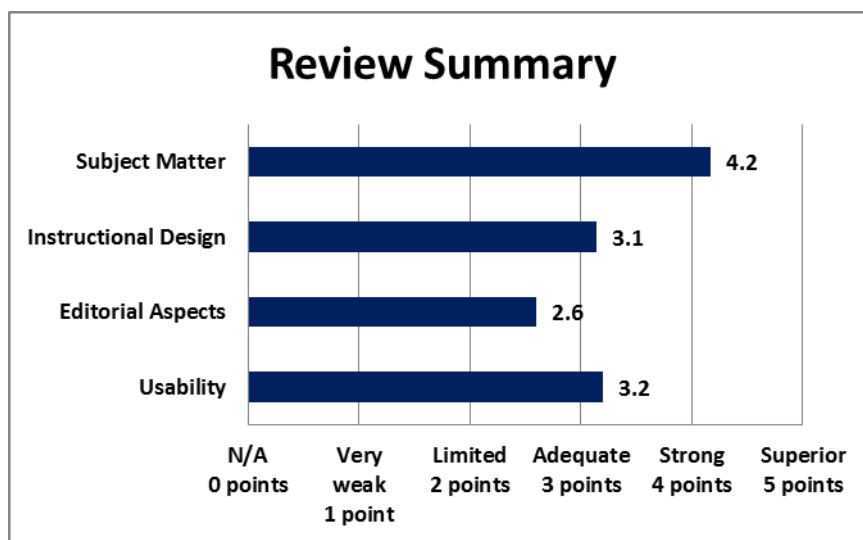 Review Summary
Subject Matter
4.2
Instructional Design
3.1
Editorial Aspects
2.6
Usability
3.2
N/A
0 points
Very
weak
1 point
Limited
2 points
Adequate
3 points
Strong
4 points
Superior
5 points